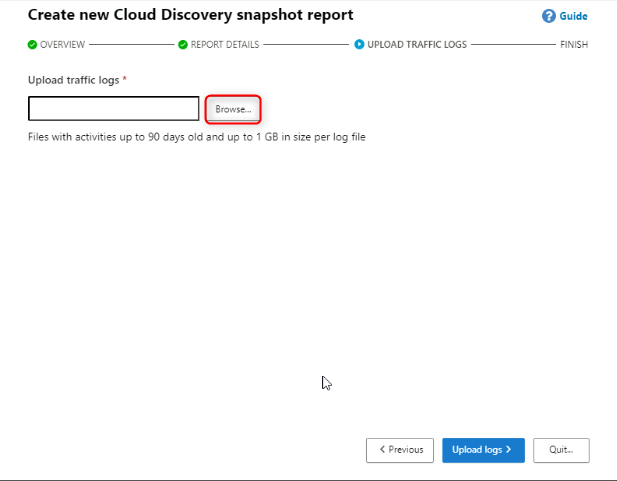 Create new Cloud Discovery snapshot report
? Guide
OVERVIEW REPORT DETAILS UPLOAD TRAFFIC LOGS FINISH
Upload traffic logs *
Browse...
Files with activities up to 90 days old and up to 1 GB in size per log file
< Previous Upload logs > Quit...